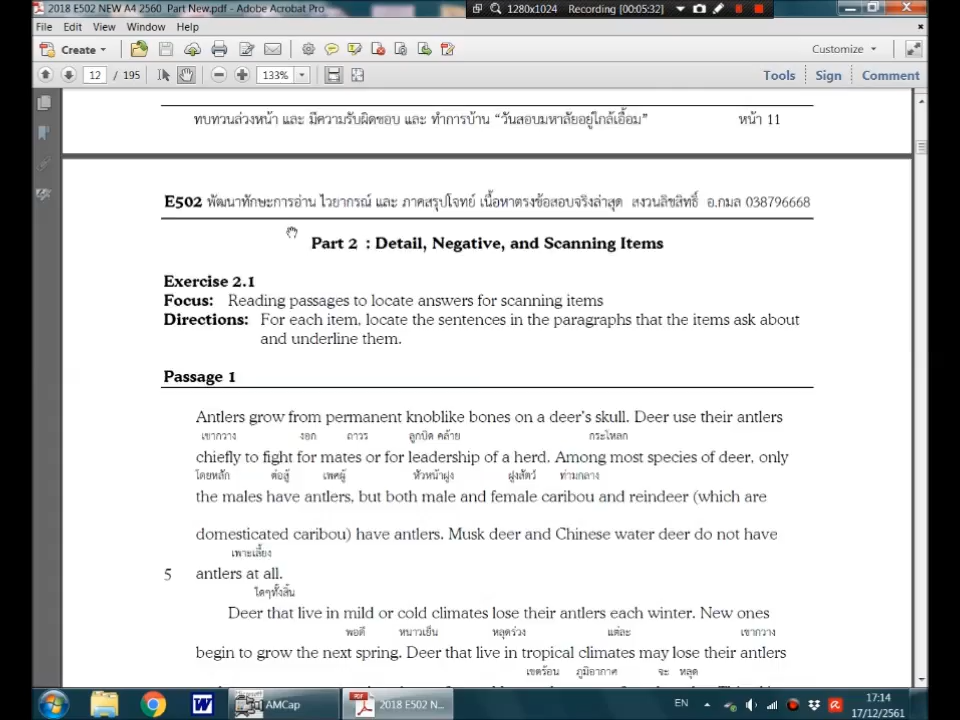 2018 E502 NEW A4 2560 Part New.pdf - Adobe Acrobat Pro
1280x1024 Recording [00:05:32]
File Edit View Window Help
Create Customize
12 / 195 133% Tools Sign Comment
ทบทวนล่วงหน้า และ มีความรับผิดชอบ และ ทำการบ้าน “วันสอบมหาลัยอยู่ใกล้เอื้อม” หน้า 11
E502 พัฒนาทักษะการอ่าน ไวยากรณ์ และ ภาคสรุปโจทย์ เนื้อหาตรงข้อสอบจริงล่าสุด สงวนลิขสิทธิ์ อ.กมล 038796668
Part 2 : Detail, Negative, and Scanning Items
Exercise 2.1
Focus: Reading passages to locate answers for scanning items
Directions: For each item, locate the sentences in the paragraphs that the items ask about
and underline them.
Passage 1
Antlers grow from permanent knoblike bones on a deer’s skull. Deer use their antlers
เขากวาง งอก ถาวร ลูกบิด คล้าย กระโหลก
chiefly to fight for mates or for leadership of a herd. Among most species of deer, only
โดยหลัก ต่อสู้ เพศผู้ หัวหน้าฝูง ฝูงสัตว์ ท่ามกลาง
the males have antlers, but both male and female caribou and reindeer (which are
domesticated caribou) have antlers. Musk deer and Chinese water deer do not have
เพาะเลี้ยง
5 antlers at all.
ใดๆทั้งสิ้น
Deer that live in mild or cold climates lose their antlers each winter. New ones
พอดี หนาวเย็น หลุดร่วง แต่ละ เขากวาง
begin to grow the next spring. Deer that live in tropical climates may lose their antlers
เขตร้อน ภูมิอากาศ จะ หลุด
AMCap 2018 E502 N... EN 17:14
17/12/2561